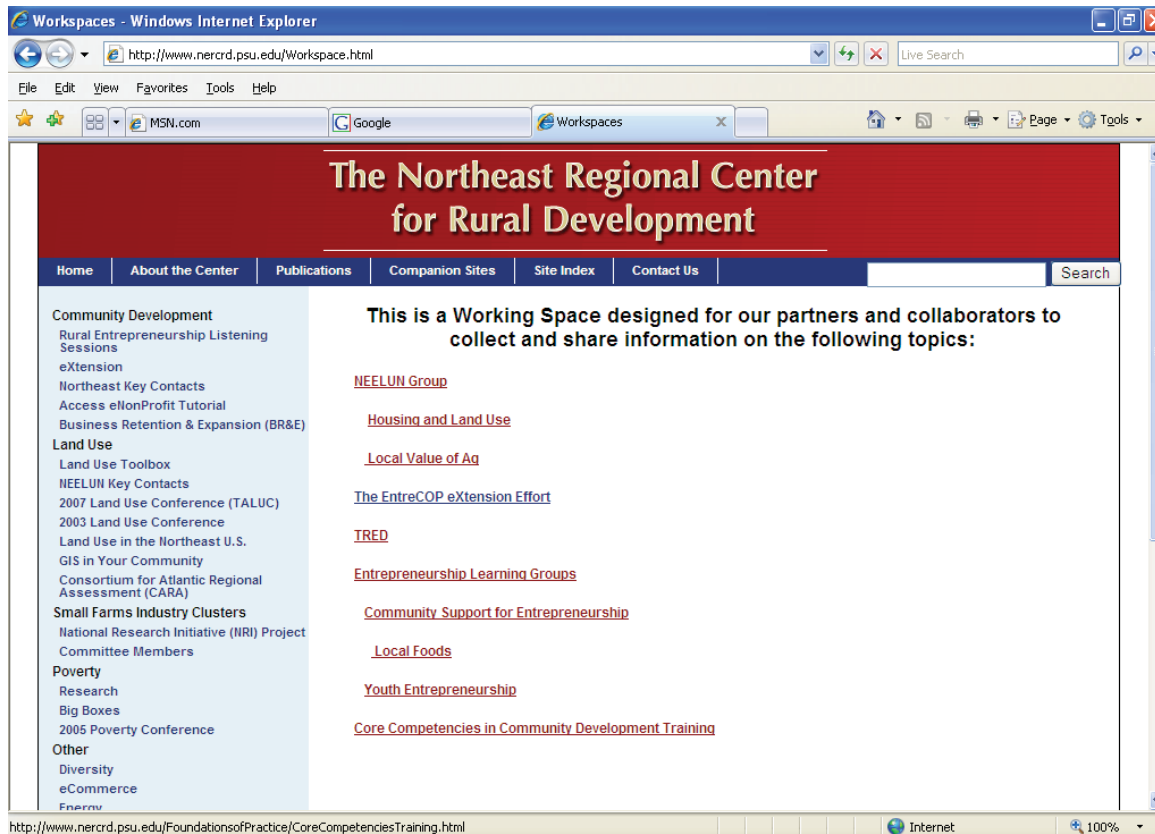 Workspaces - Windows Internet Explorer
http://www.nercrd.psu.edu/Workspace.html
Live Search
File Edit View Favorites Tools Help
MSN.com Google Workspaces Page Tools
The Northeast Regional Center
for Rural Development
Home About the Center Publications Companion Sites Site Index Contact Us Search
Community Development
Rural Entrepreneurship Listening
Sessions
eXtension
Northeast Key Contacts
Access eNonProfit Tutorial
Business Retention & Expansion (BR&E)
Land Use
Land Use Toolbox
NEELUN Key Contacts
2007 Land Use Conference (TALUC)
2003 Land Use Conference
Land Use in the Northeast U.S.
GIS in Your Community
Consortium for Atlantic Regional
Assessment (CARA)
Small Farms Industry Clusters
National Research Initiative (NRI) Project
Committee Members
Poverty
Research
Big Boxes
2005 Poverty Conference
Other
Diversity
eCommerce
Energy
This is a Working Space designed for our partners and collaborators to
collect and share information on the following topics:
NEELUN Group
Housing and Land Use
Local Value of Ag
The EntreCOP eXtension Effort
TRED
Entrepreneurship Learning Groups
Community Support for Entrepreneurship
Local Foods
Youth Entrepreneurship
Core Competencies in Community Development Training
http://www.nercrd.psu.edu/FoundationsofPractice/CoreCompetenciesTraining.html Internet 100%